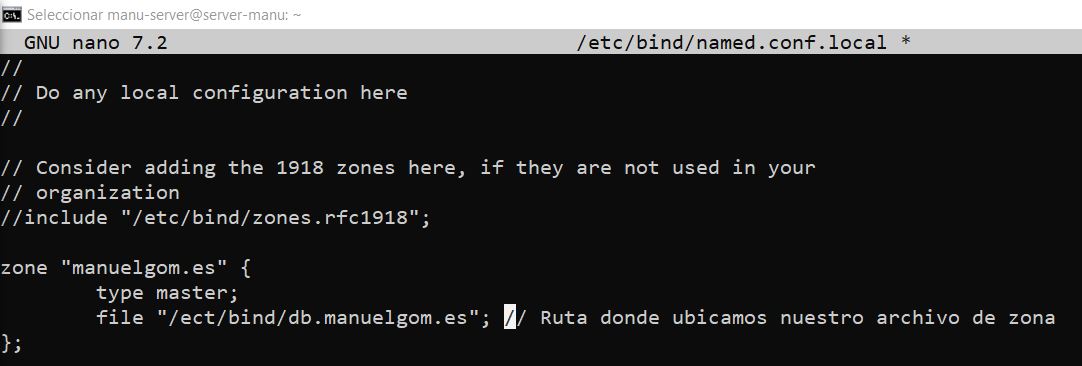 Seleccionar manu-server@server-manu: ~
GNU nano 7.2 /etc/bind/named.conf.local *
//
// Do any local configuration here
//
// Consider adding the 1918 zones here, if they are not used in your
// organization
//include "/etc/bind/zones.rfc1918";
zone "manuelgom.es" {
type master;
file "/ect/bind/db.manuelgom.es"; // Ruta donde ubicamos nuestro archivo de zona
};